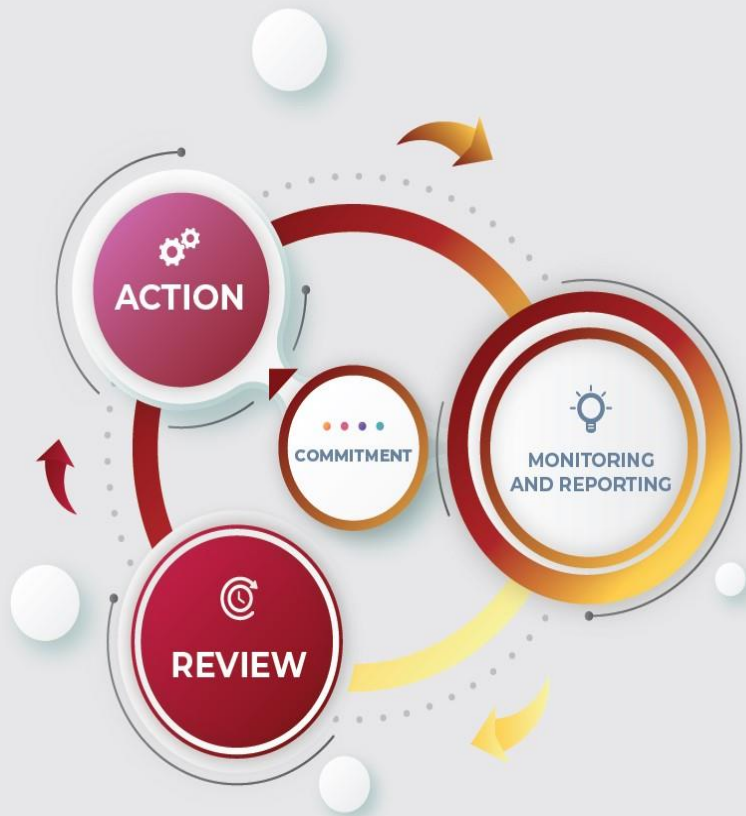 ACTION
COMMITMENT
MONITORING
AND REPORTING
REVIEW